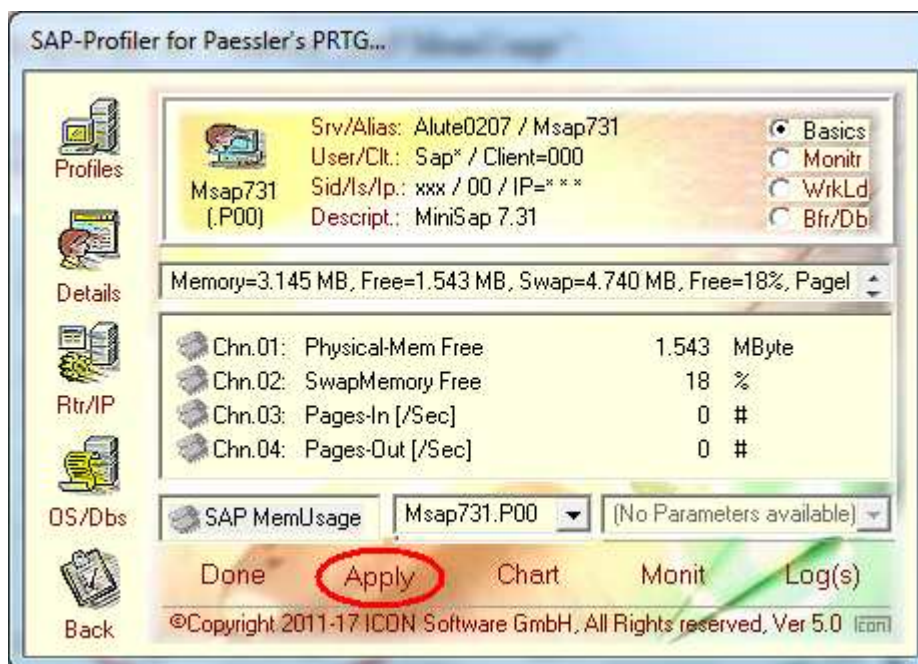 SAP-Profiler for Paessler's PRTG...
Profiles
Details
Rtr/IP
OS/Dbs
Back
Msap731
(.P00)
Srv/Alias: Alute0207 / Msap731
User/Clt.: Sap* / Client=000
Sid/Is/Ip.: xxx / 00 / IP=* * *
Descript.: MiniSap 7.31
Basics
Monitr
WrkLd
Bfr/Db
Memory=3.145 MB, Free=1.543 MB, Swap=4.740 MB, Free=18%, PageI
Chn.01: Physical-Mem Free 1.543 MByte
Chn.02: SwapMemory Free 18 %
Chn.03: Pages-In [/Sec] 0 #
Chn.04: Pages-Out [/Sec] 0 #
SAP MemUsage Msap731.P00 (No Parameters available)
Done Apply Chart Monit Log(s)
©Copyright 2011-17 ICON Software GmbH, All Rights reserved, Ver 5.0 Icon